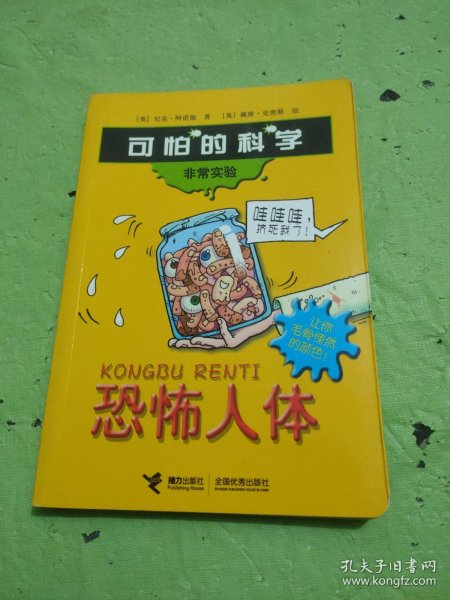 [英] 尼克·阿诺德 著 [英] 戴维·史密斯 绘
可怕的科学
非常实验
哇哇哇，
挤死我了！
让你
毛骨悚然
的颜色！
KONGBU RENTI
恐怖人体
接力出版社
Publishing House
全国优秀出版社
孔夫子旧书网
www.kongfz.com